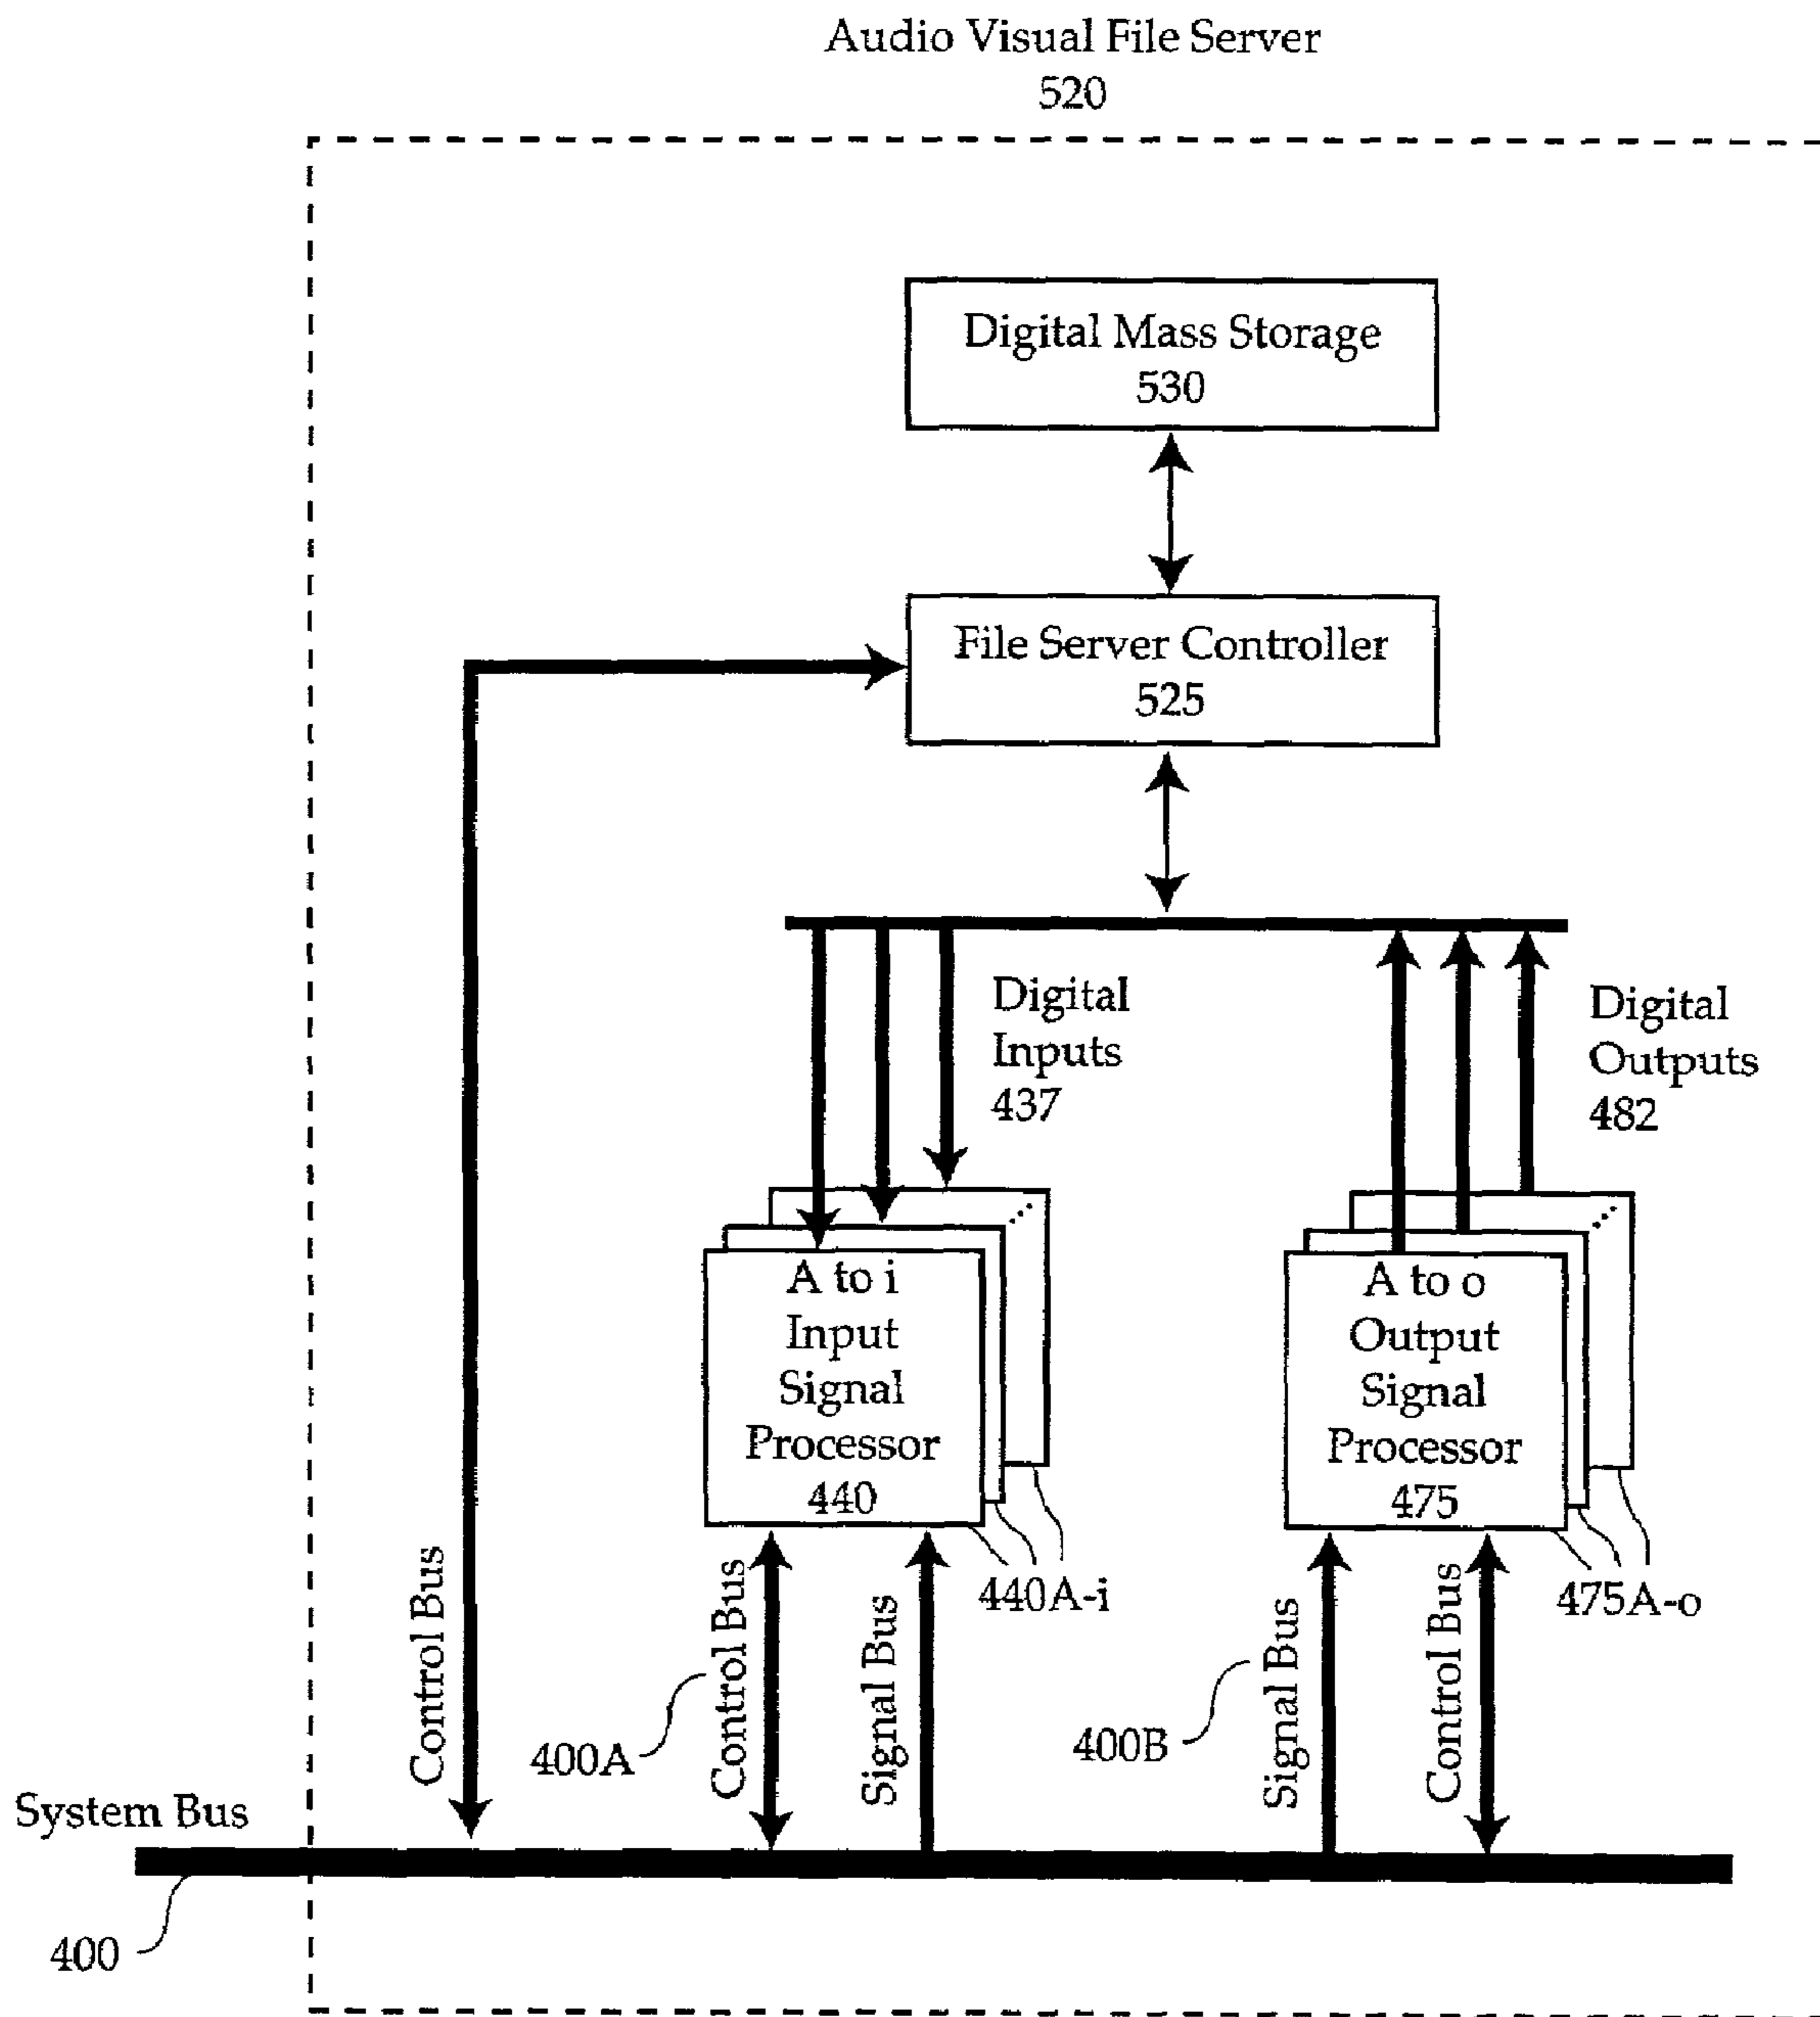 Audio Visual File Server
520
Digital Mass Storage
530
File Server Controller
525
Digital
Inputs
437
Digital
Outputs
482
A to i
Input
Signal
Processor
440
A to o
Output
Signal
Processor
475
440A-i
475A-o
Control Bus
400A
Control Bus
Signal Bus
400B
Signal Bus
Control Bus
System Bus
400